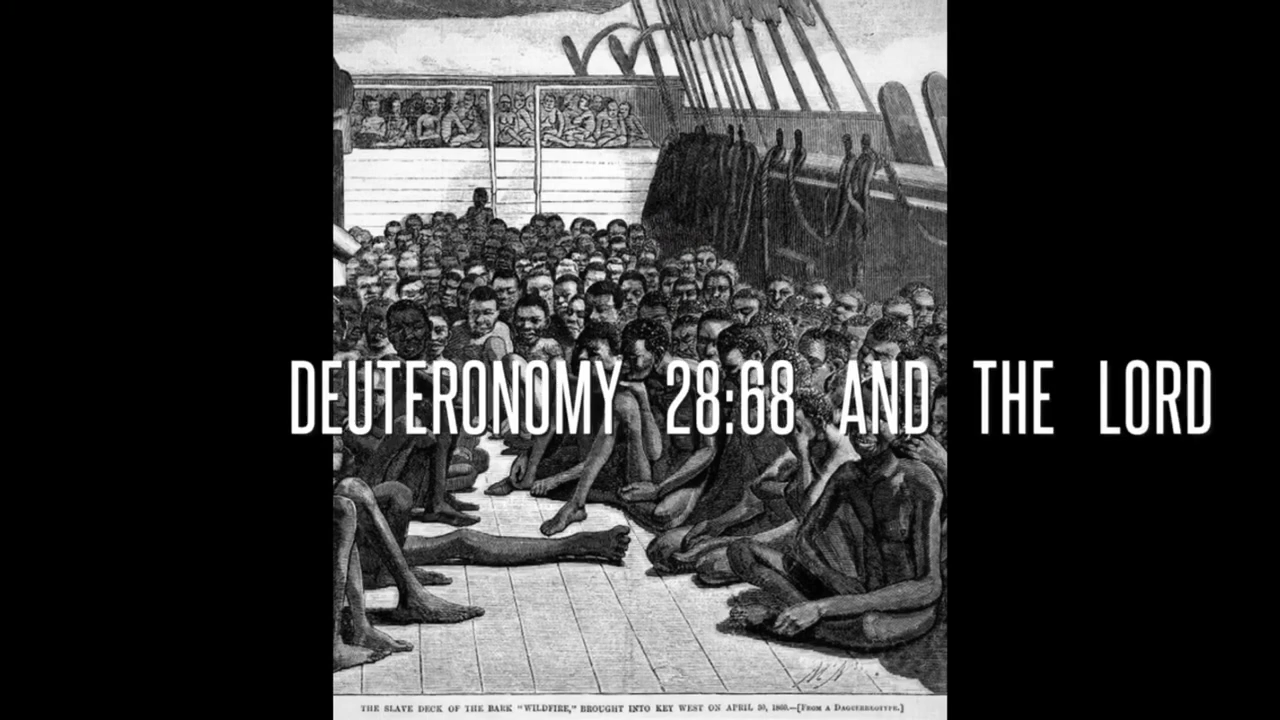 DEUTERONOMY 28:68 AND THE LORD
THE SLAVE DECK OF THE BARK "WILDFIRE," BROUGHT INTO KEY WEST ON APRIL 30, 1860.—[FROM A DAGUERREOTYPE.]